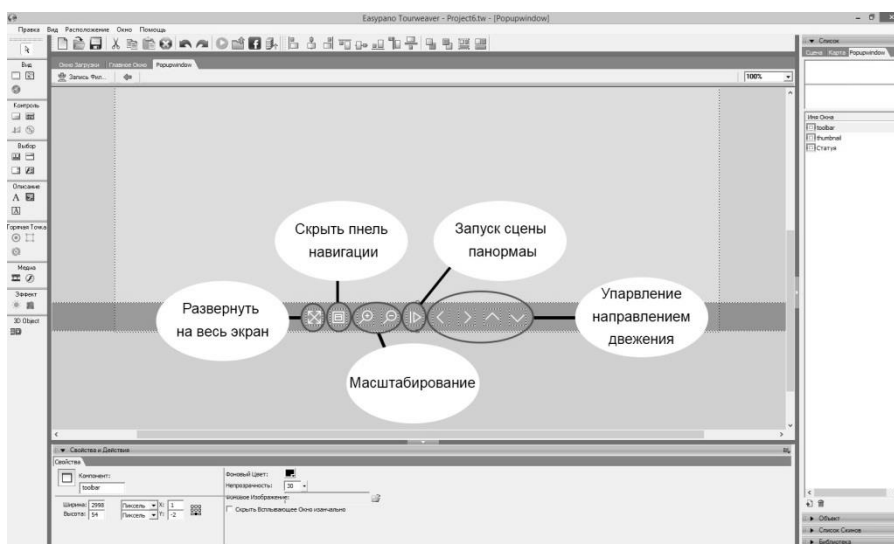 Easypano Tourweaver - Project6.tw - [Popupwindow]
Правка Вид Расположение Окно Помощь
Окно Загрузки Главное Окно Popupwindow
Запись Фил...
100%
Вид
Контроль
Выбор
Описание
Горячая Точка
Медиа
Эффект
3D Object
Скрыть пнель
навигации
Запуск сцены
панормаы
Развернуть
на весь экран
Упарвление
направлением
двежения
Масштабирование
Список
Сцена Карта Popupwindow
Имя Окна
toolbar
thumbnail
Статуя
Объект
Список Скинов
Библиотека
Свойства и Действие
Свойства
Компонент:
toolbar
Ширина: 2998 Пиксель X: 1
Высота: 54 Пиксель Y: -2
Фоновый Цвет:
Непрозрачность: 30
Фоновое Изображение:
Скрыть Всплывающее Окно изначально